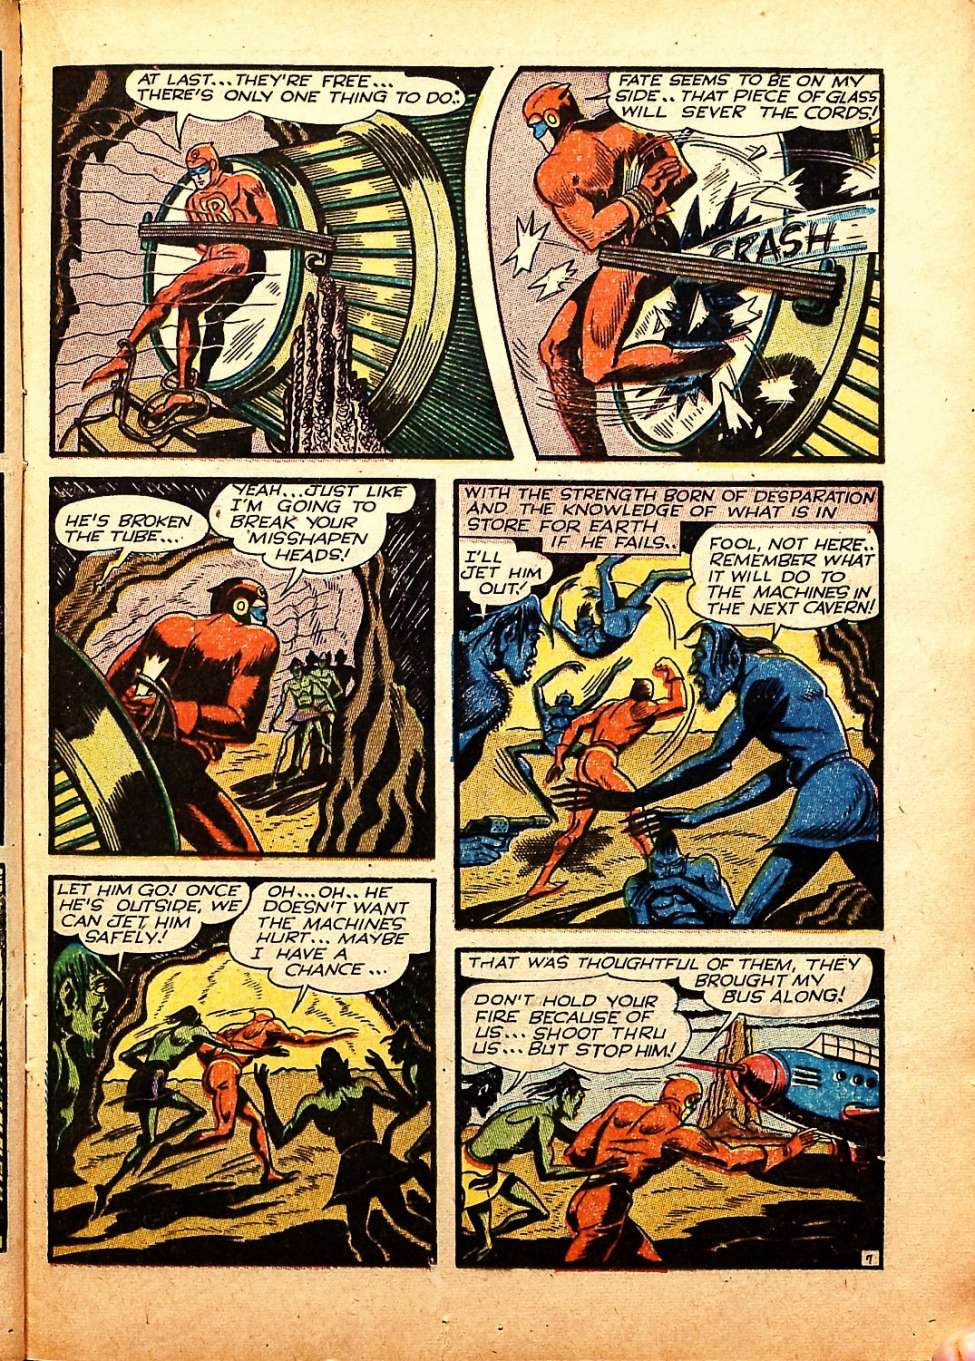 AT LAST...THEY'RE FREE...
THERE'S ONLY ONE THING TO DO..
R
FATE SEEMS TO BE ON MY
SIDE.. THAT PIECE OF GLASS
WILL SEVER THE CORDS!
CRASH
HE'S BROKEN
THE TUBE...
YEAH...JUST LIKE
I'M GOING TO
BREAK YOUR
MISSHAPEN
HEADS!
WITH THE STRENGTH BORN OF DESPARATION
AND THE KNOWLEDGE OF WHAT IS IN
STORE FOR EARTH
IF HE FAILS..
I'LL
JET HIM
OUT!
FOOL, NOT HERE..
REMEMBER WHAT
IT WILL DO TO
THE MACHINES IN
THE NEXT CAVERN!
LET HIM GO! ONCE
HE'S OUTSIDE, WE
CAN JET HIM
SAFELY!
OH...OH.. HE
DOESN'T WANT
THE MACHINES
HURT... MAYBE
I HAVE A
CHANCE...
THAT WAS THOUGHTFUL OF THEM, THEY
BROUGHT MY
BUS ALONG!
DON'T HOLD YOUR
FIRE BECAUSE OF
US... SHOOT THRU
US... BUT STOP HIM!
7